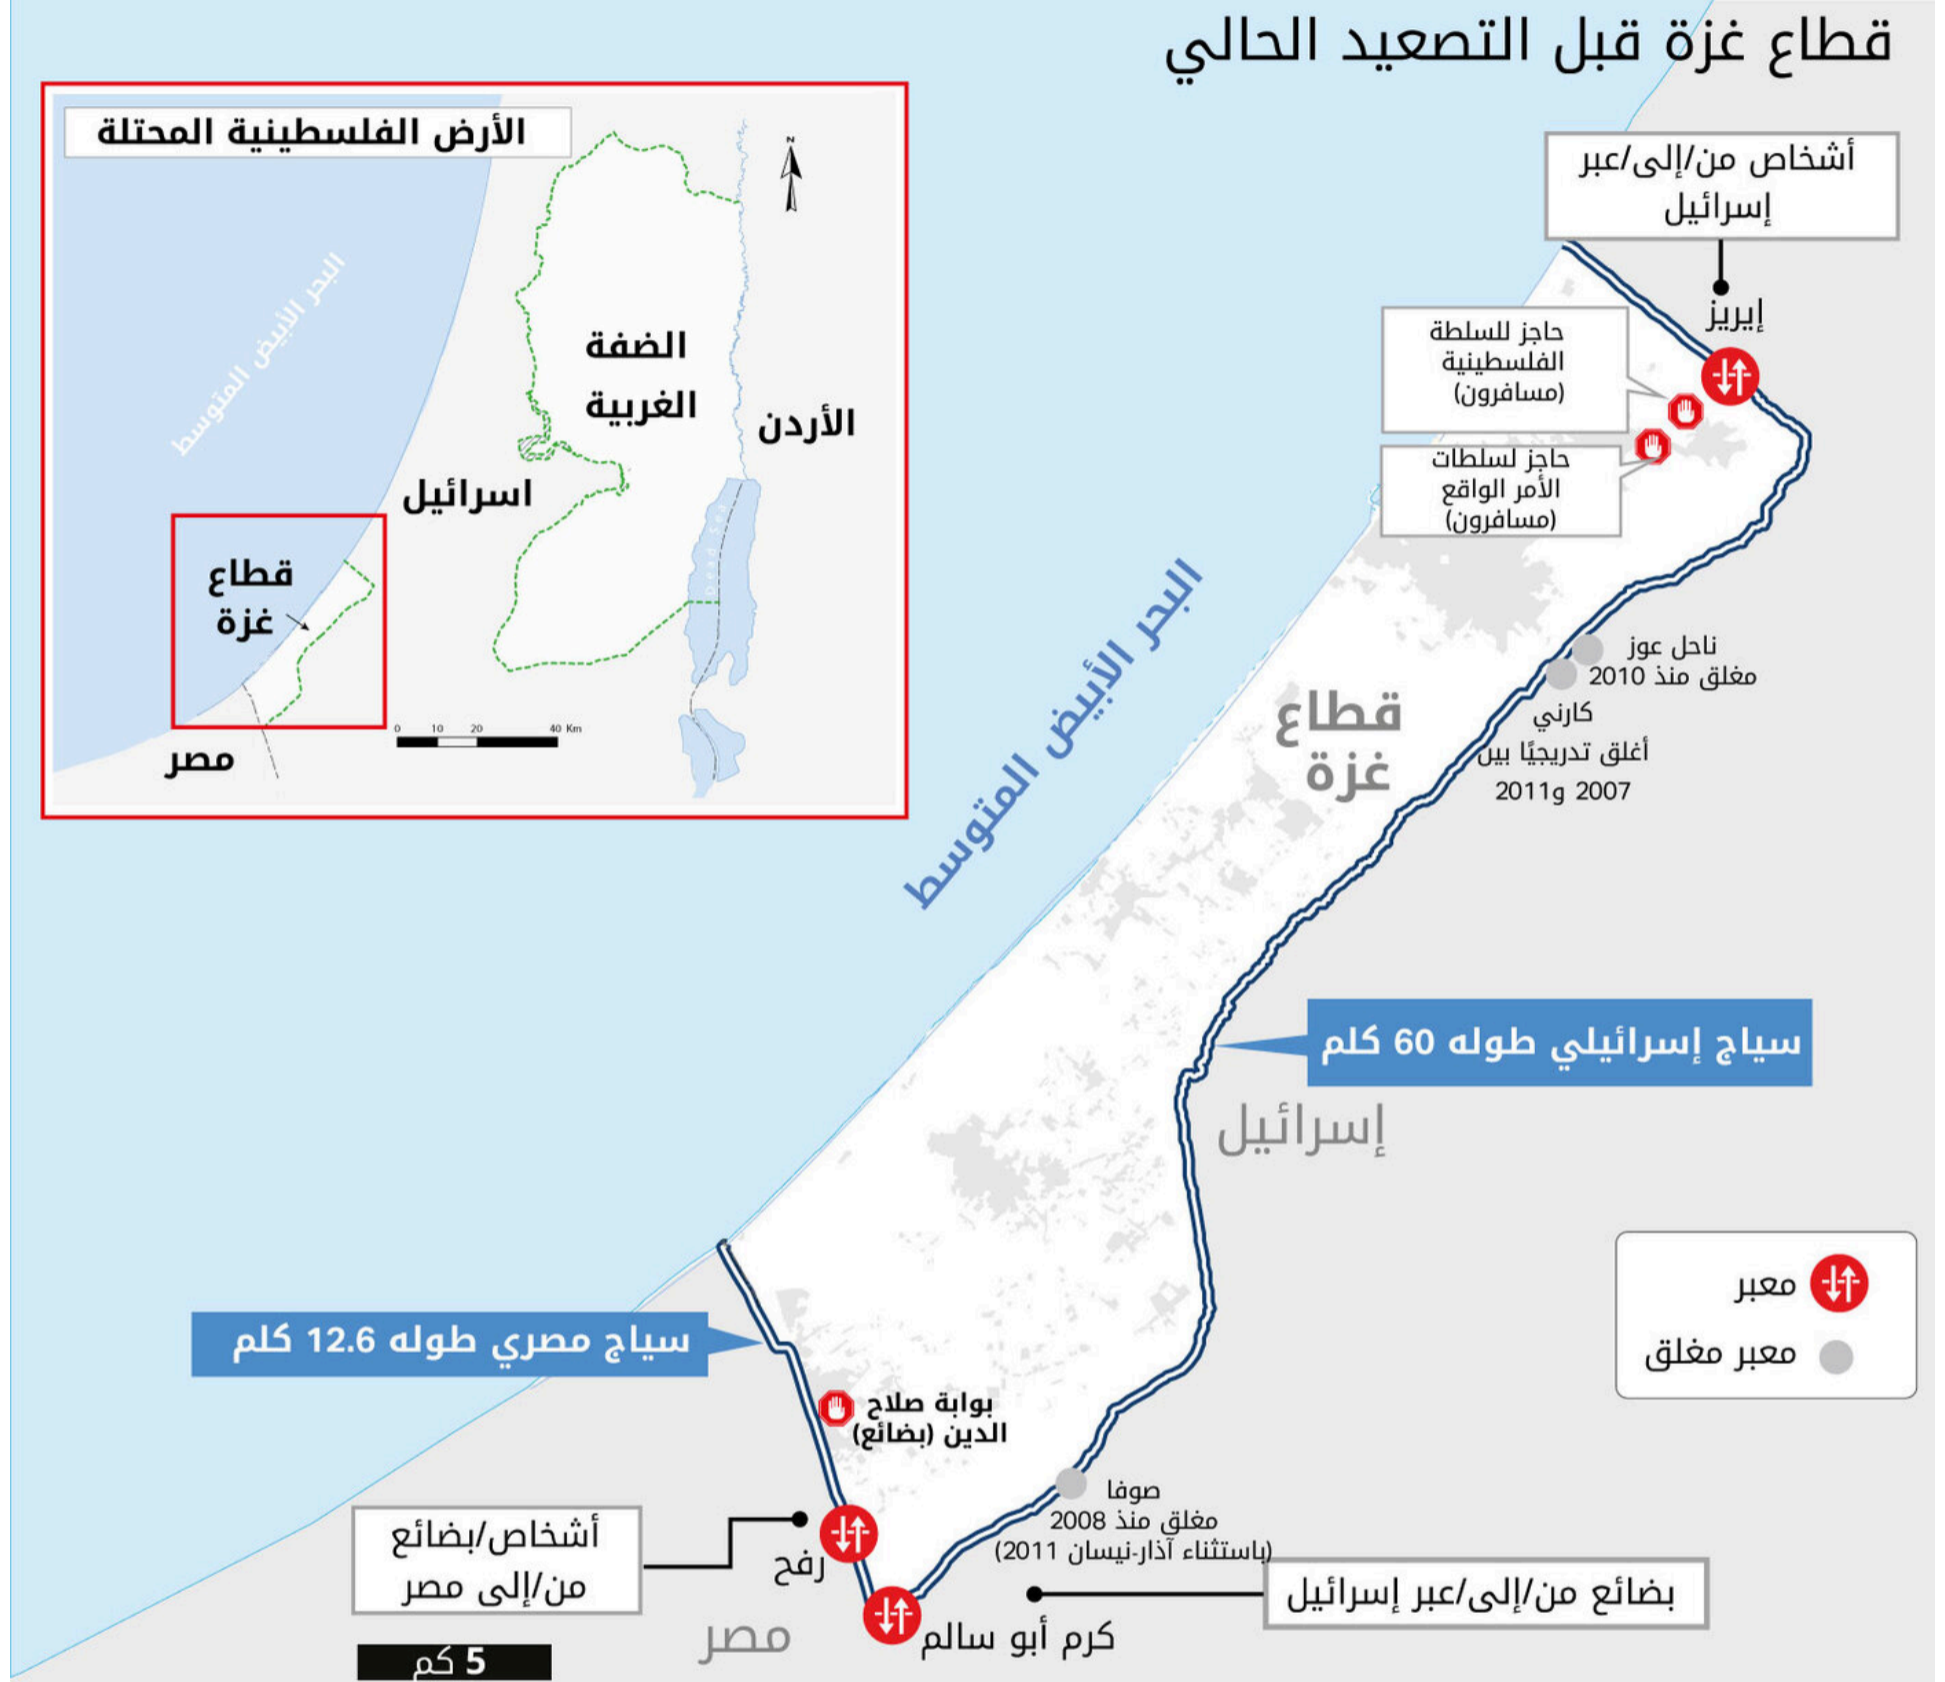 قطاع غزة قبل التصعيد الحالي
الأرض الفلسطينية المحتلة
N
البحر الأبيض المتوسط
الضفة
الغربية
الأردن
اسرائيل
Dead Sea
قطاع
غزة
مصر
0 10 20 40 Km
أشخاص من/إلى/عبر
إسرائيل
إيريز
حاجز للسلطة
الفلسطينية
(مسافرون)
حاجز لسلطات
الأمر الواقع
(مسافرون)
البحر الأبيض المتوسط
ناحل عوز
مغلق منذ 2010
كارني
أغلق تدريجيًا بين
2007 و2011
قطاع
غزة
سياج إسرائيلي طوله 60 كلم
إسرائيل
معبر
معبر مغلق
سياج مصري طوله 12.6 كلم
بوابة صلاح
الدين (بضائع)
صوفا
مغلق منذ 2008
(باستثناء آذار-نيسان 2011)
أشخاص/بضائع
من/إلى مصر
رفح
بضائع من/إلى/عبر إسرائيل
كرم أبو سالم
مصر
5 كم